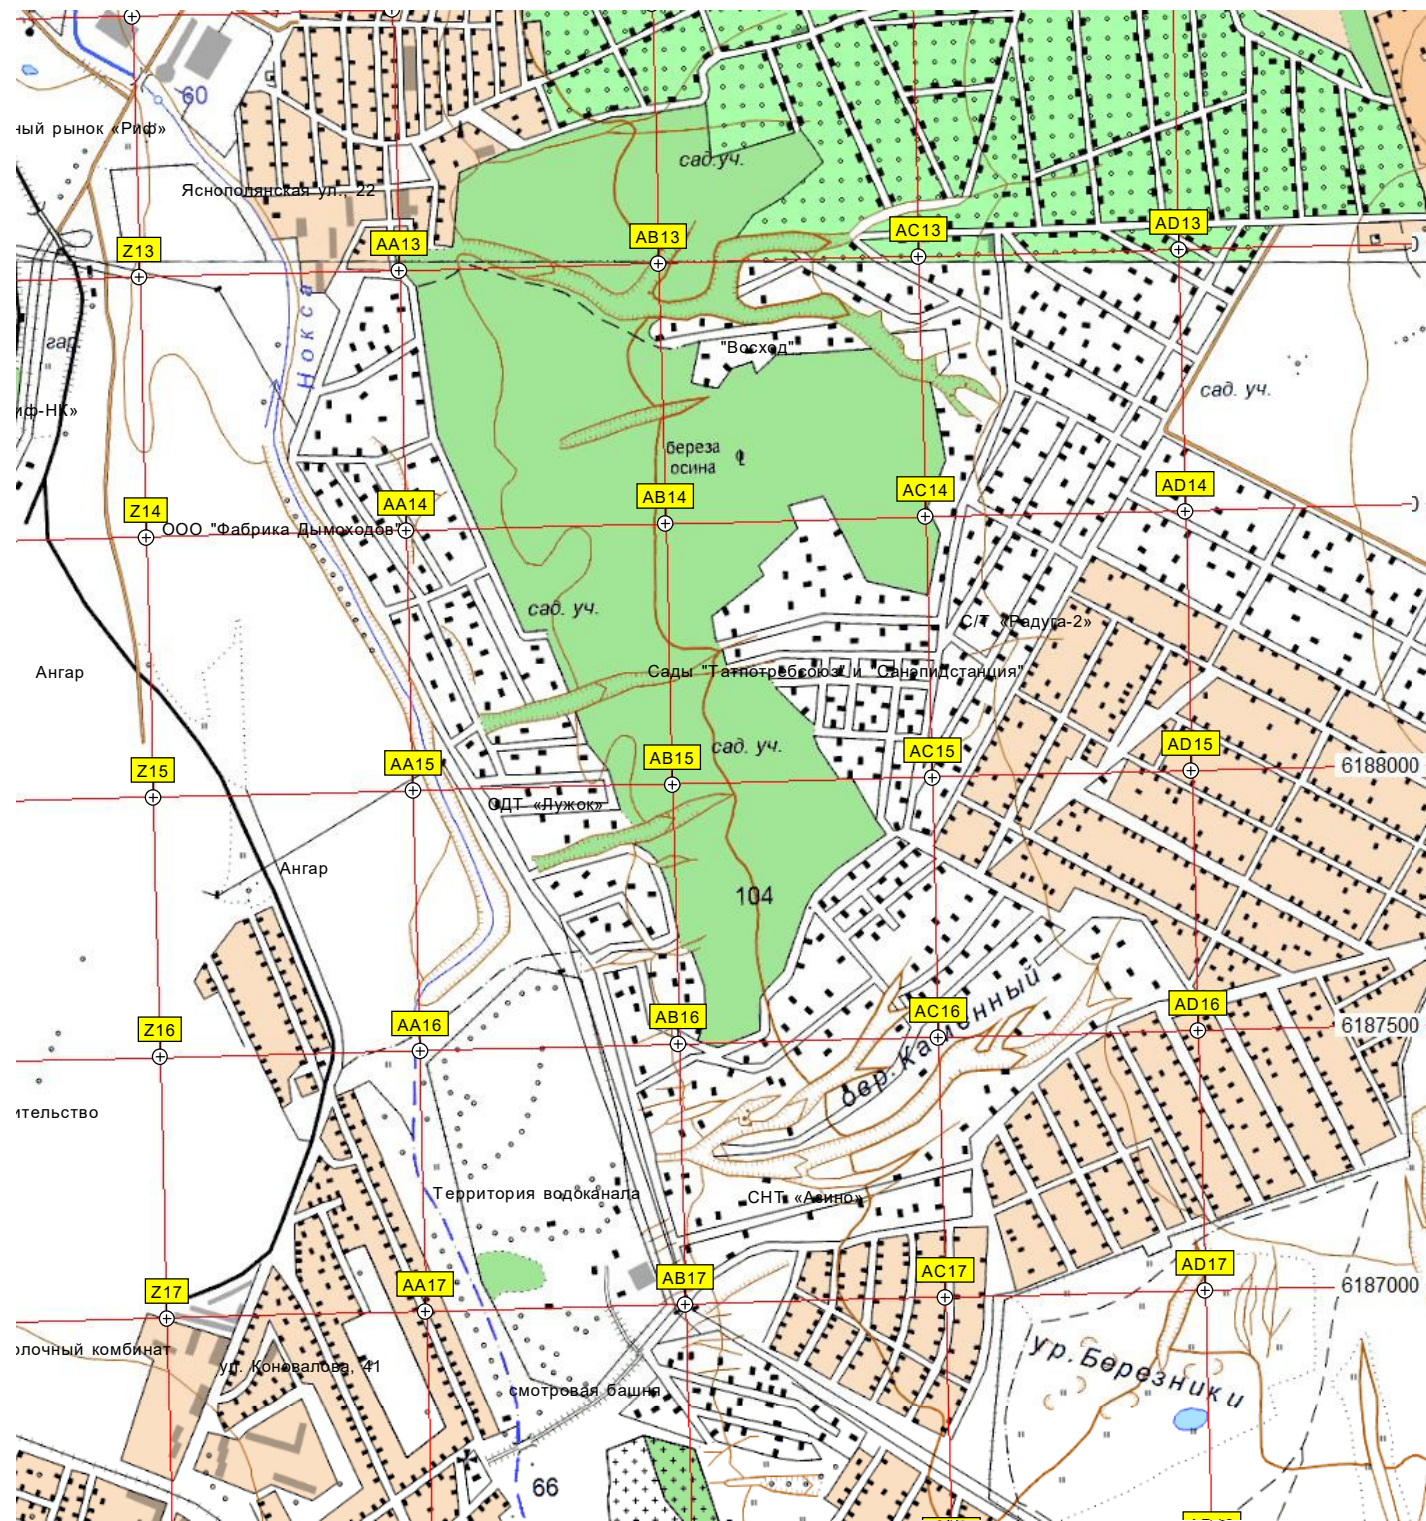 60
ный рынок «Риф»
сад.уч.
Яснополянская ул., 22
Z13
AA13
AB13
AC13
AD13
Нокса
гар.
"Восход"
сад. уч.
иф-НК»
береза
осина
Z14
AA14
AB14
AC14
AD14
ООО "Фабрика Дымоходов"
сад. уч.
С/Т «Радуга-2»
Ангар
Сады "Татпотребсоюз" и "Санэпидстанция"
сад. уч.
Z15
AA15
AB15
AC15
AD15
6188000
ОДТ «Лужок»
Ангар
104
овр. Каменный
Z16
AA16
AB16
AC16
AD16
6187500
ительство
Территория водоканала
СНТ «Азино»
Z17
AA17
AB17
AC17
AD17
6187000
олочный комбинат
ул. Коновалова, 41
ур. Березники
смотровая башня
66